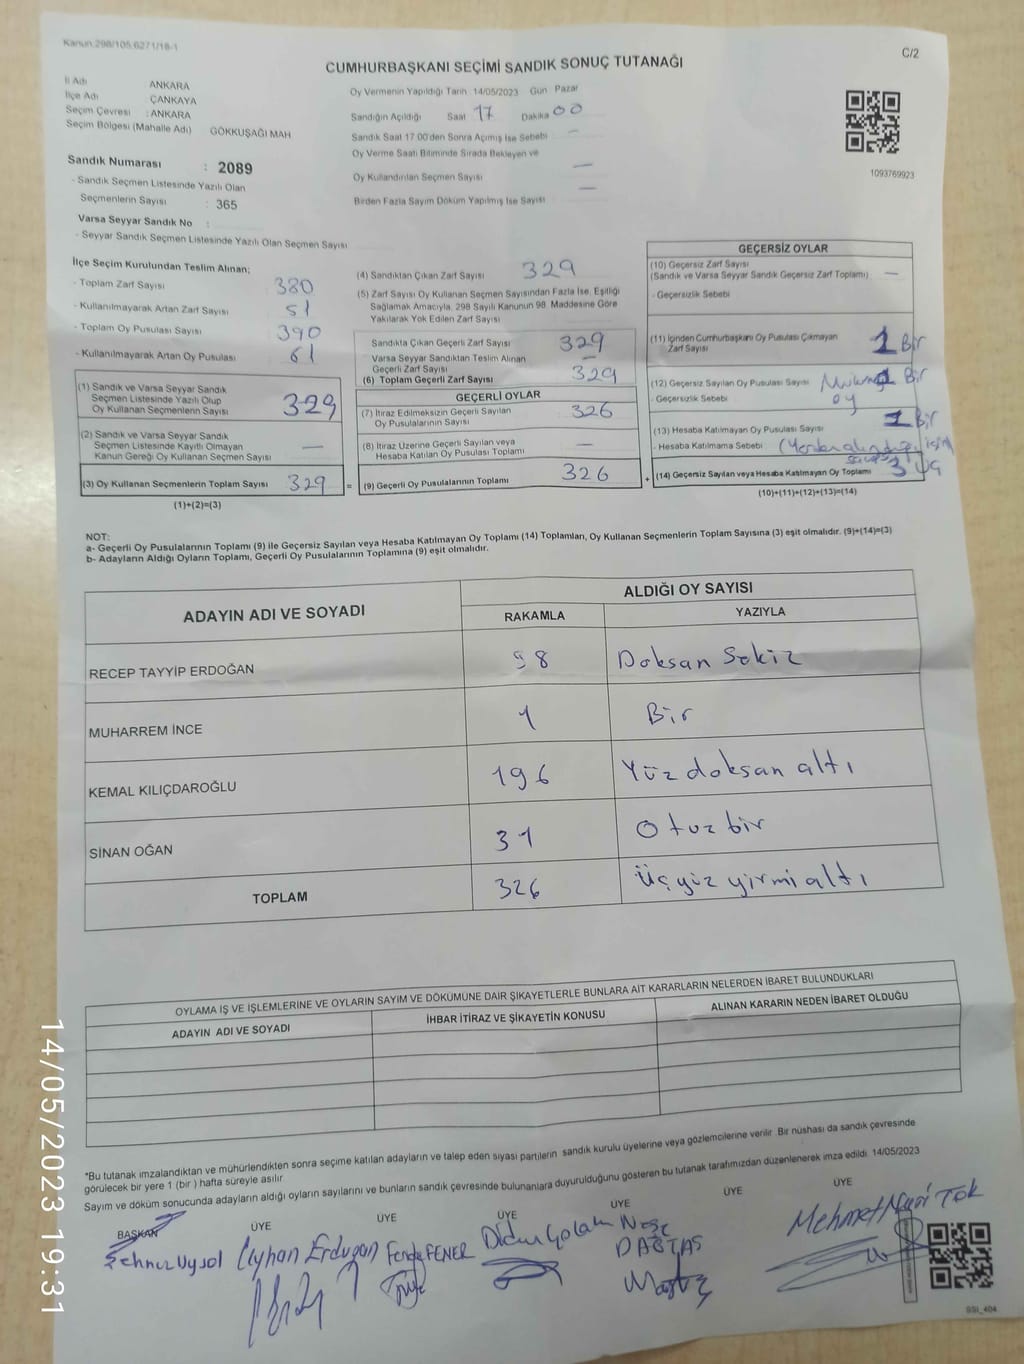 Kanun:298/105,6271/18-1
C/2
CUMHURBAŞKANI SEÇİMİ SANDIK SONUÇ TUTANAĞI
İl Adı ANKARA
İlçe Adı ÇANKAYA
Seçim Çevresi : ANKARA
Seçim Bölgesi (Mahalle Adı) GÖKKUŞAĞI MAH
Sandık Numarası : 2089
- Sandık Seçmen Listesinde Yazılı Olan
Seçmenlerin Sayısı : 365
Varsa Seyyar Sandık No :
- Seyyar Sandık Seçmen Listesinde Yazılı Olan Seçmen Sayısı
Oy Vermenin Yapıldığı Tarih 14/05/2023 Gün Pazar
Sandığın Açıldığı Saat 17 Dakika 00
Sandık Saat 17 00'den Sonra Açımış İse Sebebi —
Oy Verme Saati Bitiminde Sırada Bekleyen ve
Oy Kullandırılan Seçmen Sayısı —
Birden Fazla Sayım Döküm Yapılmış İse Sayısı —
1093769923
İlçe Seçim Kurulundan Teslim Alınan;
- Toplam Zarf Sayısı 380
- Kullanılmayarak Artan Zarf Sayısı 51
- Toplam Oy Pusulası Sayısı 390
- Kullanılmayarak Artan Oy Pusulası 61
(1) Sandık ve Varsa Seyyar Sandık
Seçmen Listesinde Yazılı Olup
Oy Kullanan Seçmenlerin Sayısı 329
(2) Sandık ve Varsa Seyyar Sandık
Seçmen Listesinde Kayıtlı Olmayan
Kanun Gereği Oy Kullanan Seçmen Sayısı —
(3) Oy Kullanan Seçmenlerin Toplam Sayısı 329 =
(1)+(2)=(3)
(4) Sandıktan Çıkan Zarf Sayısı 329
(5) Zarf Sayısı Oy Kullanan Seçmen Sayısından Fazla İse, Eşitliği
Sağlamak Amacıyla, 298 Sayılı Kanunun 98. Maddesine Göre
Yakılarak Yok Edilen Zarf Sayısı
Sandıkta Çıkan Geçerli Zarf Sayısı 329
Varsa Seyyar Sandıktan Teslim Alınan
Geçerli Zarf Sayısı —
(6) Toplam Geçerli Zarf Sayısı 329
GEÇERLİ OYLAR
(7) İtiraz Edilmeksizin Geçerli Sayılan
Oy Pusulalarının Sayısı 326
(8) İtiraz Üzerine Geçerli Sayılan veya
Hesaba Katılan Oy Pusulası Toplamı —
(9) Geçerli Oy Pusulalarının Toplamı 326 +
GEÇERSİZ OYLAR
(10) Geçersiz Zarf Sayısı
(Sandık ve Varsa Seyyar Sandık Geçersiz Zarf Toplamı) —
- Geçersizlik Sebebi
(11) İçinden Cumhurbaşkanı Oy Pusulası Çıkmayan
Zarf Sayısı 1 Bir
(12) Geçersiz Sayılan Oy Pusulası Sayısı 1 Bir
- Geçersizlik Sebebi oy
(13) Hesaba Katılmayan Oy Pusulası Sayısı 1 Bir
- Hesaba Katılmama Sebebi
(14) Geçersiz Sayılan veya Hesaba Katılmayan Oy Toplamı 3 Üç
(10)+(11)+(12)+(13)=(14)
NOT:
a- Geçerli Oy Pusulalarının Toplamı (9) ile Geçersiz Sayılan veya Hesaba Katılmayan Oy Toplamı (14) Toplamları, Oy Kullanan Seçmenlerin Toplam Sayısına (3) eşit olmalıdır. (9)+(14)=(3)
b- Adayların Aldığı Oyların Toplamı, Geçerli Oy Pusulalarının Toplamına (9) eşit olmalıdır.
ADAYIN ADI VE SOYADI
ALDIĞI OY SAYISI
RAKAMLA YAZIYLA
RECEP TAYYİP ERDOĞAN 98 Doksan Sekiz
MUHARREM İNCE 1 Bir
KEMAL KILIÇDAROĞLU 196 Yüz doksan altı
SİNAN OĞAN 31 Otuz bir
TOPLAM 326 Üçyüz yirmi altı
OYLAMA İŞ VE İŞLEMLERİNE VE OYLARIN SAYIM VE DÖKÜMÜNE DAİR ŞİKAYETLERLE BUNLARA AİT KARARLARIN NELERDEN İBARET BULUNDUKLARI
ADAYIN ADI VE SOYADI İHBAR İTİRAZ VE ŞİKAYETİN KONUSU ALINAN KARARIN NEDEN İBARET OLDUĞU
*Bu tutanak imzalandıktan ve mühürlendikten sonra seçime katılan adayların ve talep eden siyasi partilerin sandık kurulu üyelerine veya gözlemcilerine verilir Bir nüshası da sandık çevresinde
görülecek bir yere 1 (bir ) hafta süreyle asılır
Sayım ve döküm sonucunda adayların aldığı oyların sayılarını ve bunların sandık çevresinde bulunanlara duyurulduğunu gösteren bu tutanak tarafımızdan düzenlenerek imza edildi 14/05/2023
BAŞKAN ÜYE ÜYE ÜYE ÜYE ÜYE ÜYE
Şehnaz Uysol Ceyhan Erdugan FENER Didem Golalı Neşe DAĞTAŞ Mehmet Nuri Tok
SSI_404
14/05/2023 19:31